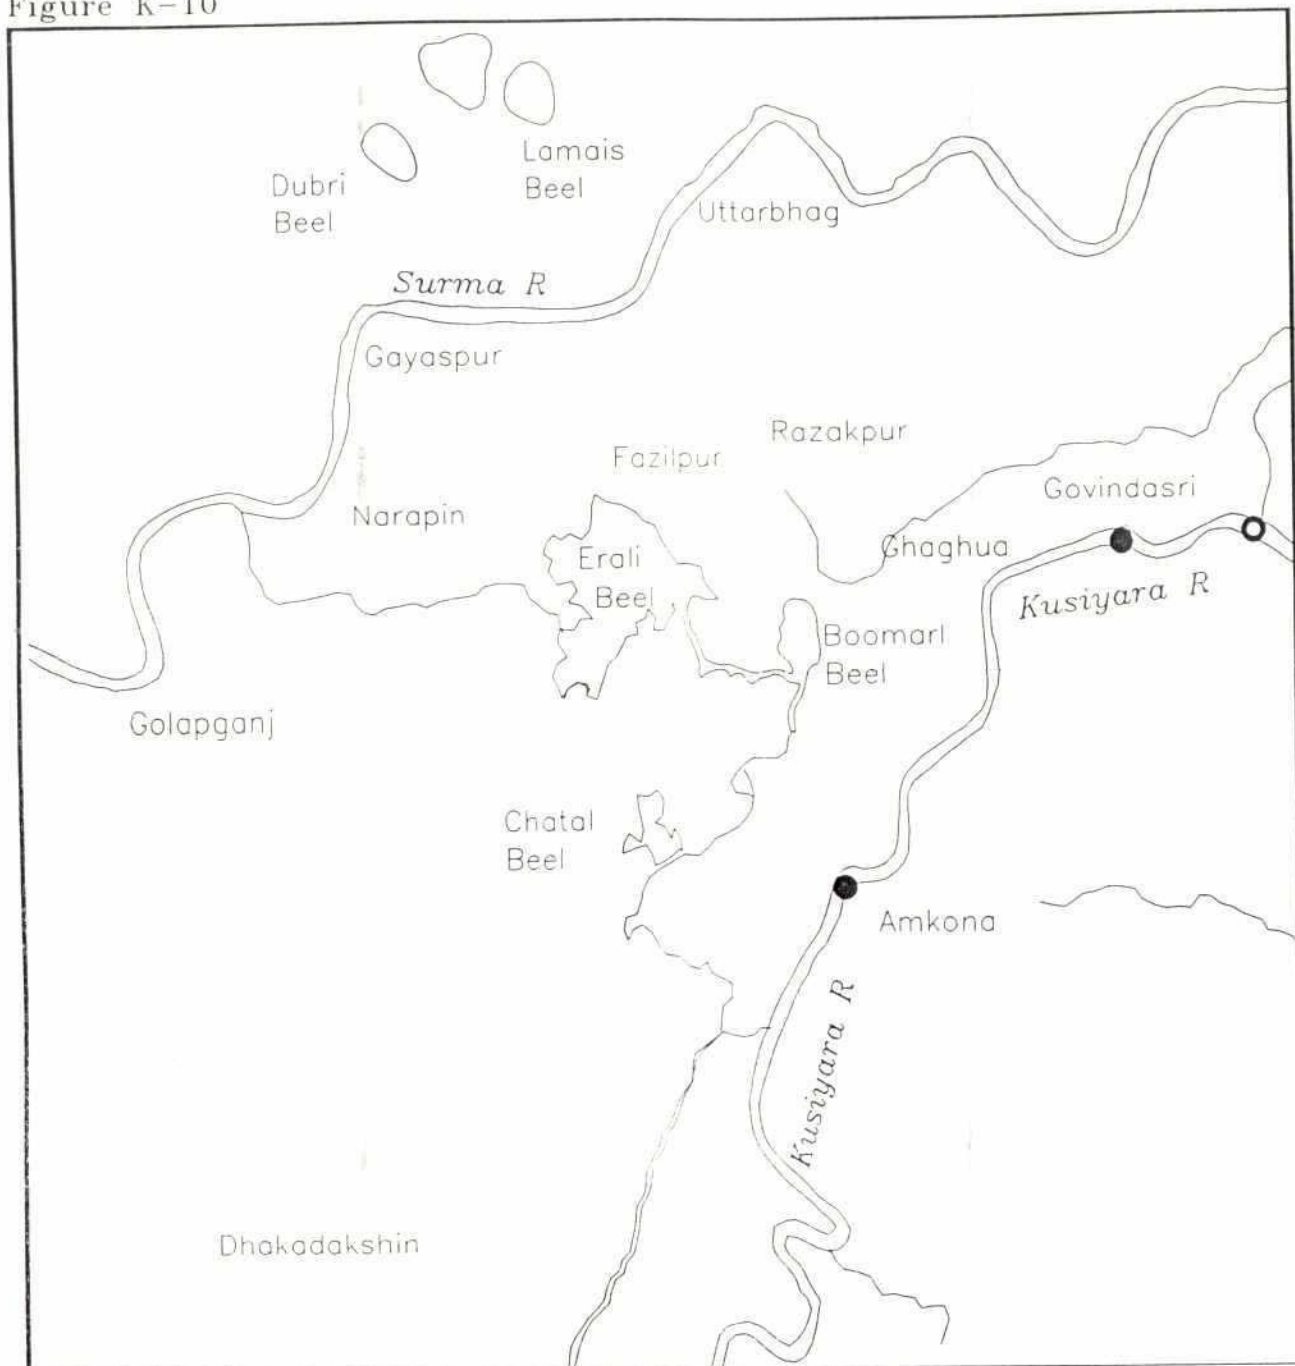 Figure K-10
Lamais
Beel
Dubri
Beel
Uttarbhag
Surma R
Gayaspur
Razakpur
Fazilpur
Govindasri
Narapin
Ghaghua
Erali
Beel
Kusiyara R
Boomarl
Beel
Golapganj
Chatal
Beel
Amkona
Kusiyara R
Dhakadakshin